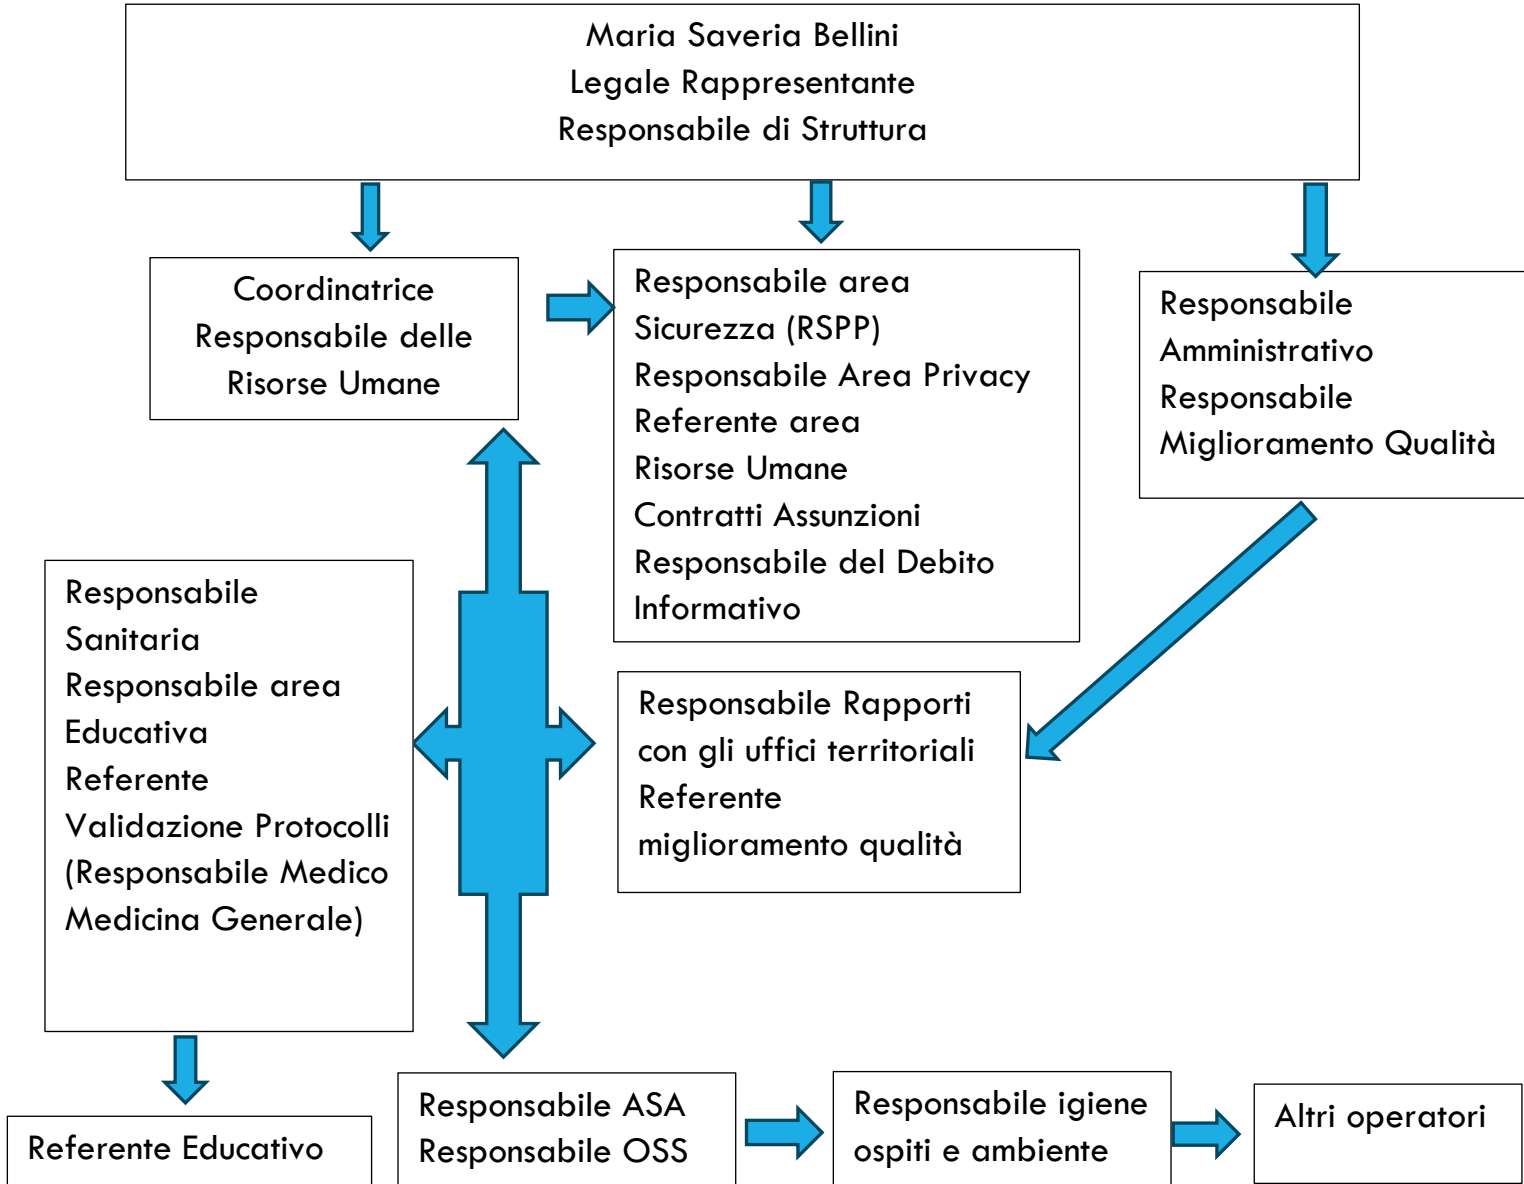 Maria Saveria Bellini
Legale Rappresentante
Responsabile di Struttura
Coordinatrice
Responsabile delle
Risorse Umane
Responsabile area
Sicurezza (RSPP)
Responsabile Area Privacy
Referente area
Risorse Umane
Contratti Assunzioni
Responsabile del Debito
Informativo
Responsabile
Amministrativo
Responsabile
Miglioramento Qualità
Responsabile
Sanitaria
Responsabile area
Educativa
Referente
Validazione Protocolli
(Responsabile Medico
Medicina Generale)
Responsabile Rapporti
con gli uffici territoriali
Referente
miglioramento qualità
Referente Educativo
Responsabile ASA
Responsabile OSS
Responsabile igiene
ospiti e ambiente
Altri operatori